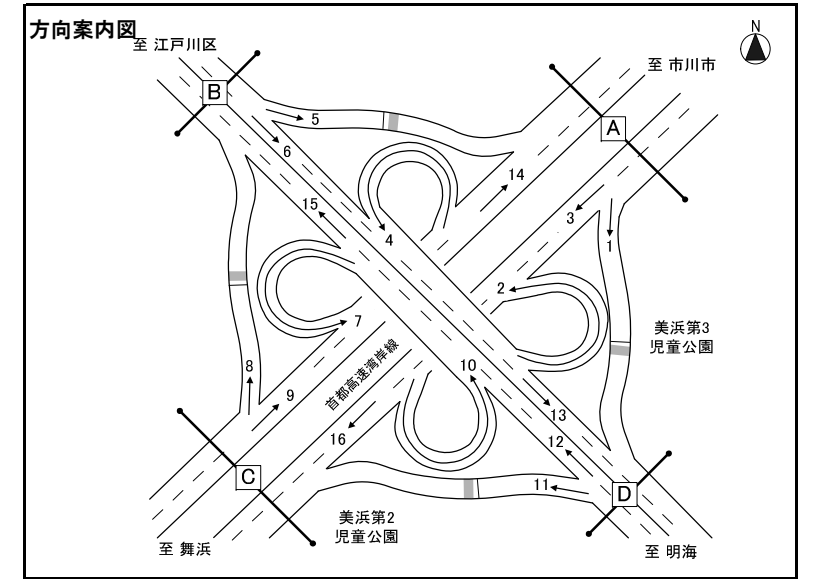 方向案内図
至 江戸川区
N
至 市川市
B
A
5
6
14
15
3
1
4
2
7
美浜第3
児童公園
首都高速湾岸線
8
9
10
13
16
12
C
11
D
美浜第2
児童公園
至 舞浜
至 明海